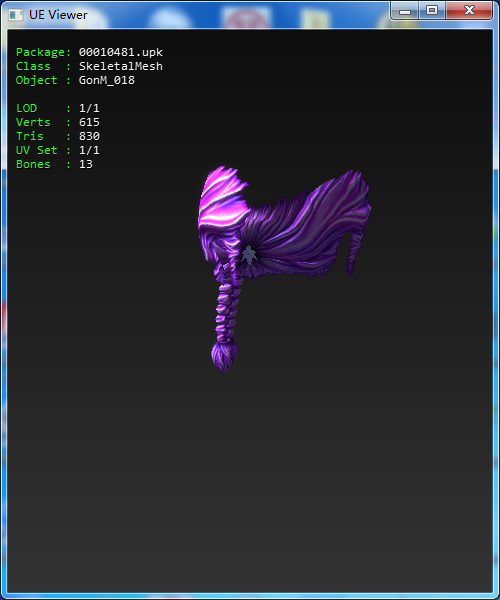 UE Viewer
Package: 00010481.upk
Class : SkeletalMesh
Object : GonM_018
LOD : 1/1
Verts : 615
Tris : 830
UV Set : 1/1
Bones : 13